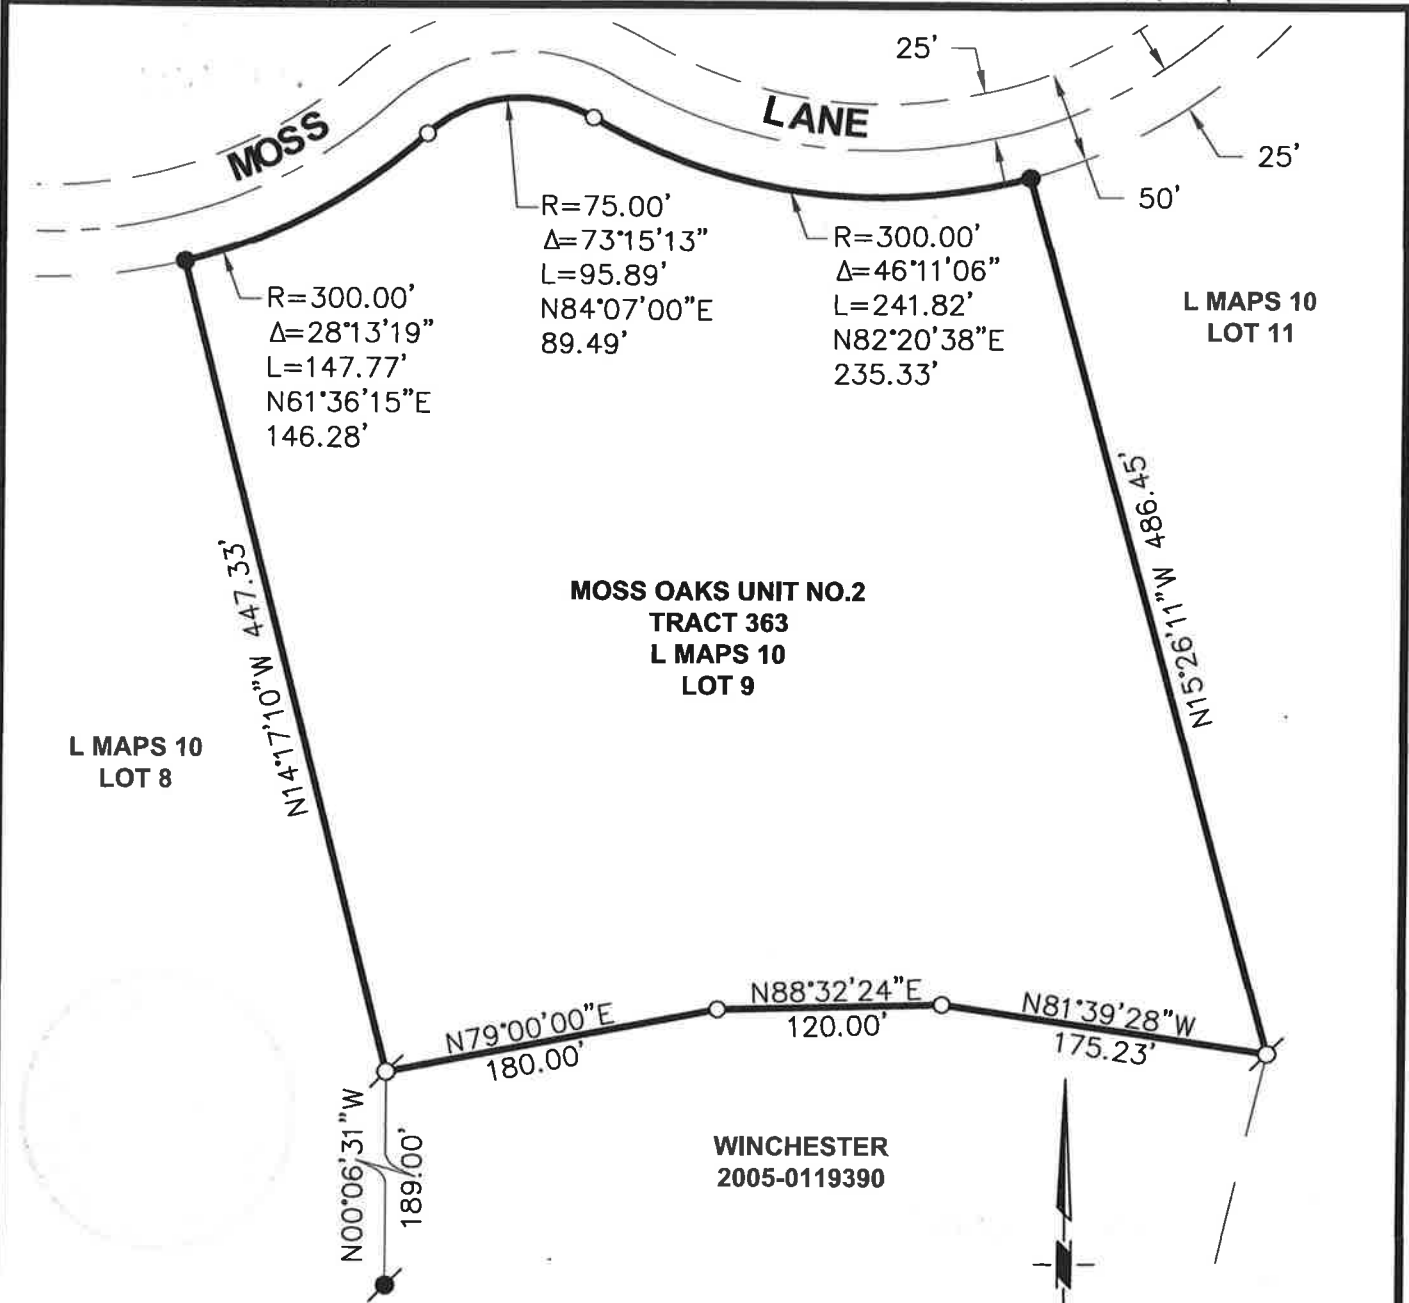 25'
LANE
MOSS
25'
50'
R=75.00'
Δ=73°15'13"
L=95.89'
N84°07'00"E
89.49'
R=300.00'
Δ=46°11'06"
L=241.82'
N82°20'38"E
235.33'
R=300.00'
Δ=28°13'19"
L=147.77'
N61°36'15"E
146.28'
L MAPS 10
LOT 11
N14°17'10"W 447.33'
N15°26'11"W 486.45'
MOSS OAKS UNIT NO.2
TRACT 363
L MAPS 10
LOT 9
L MAPS 10
LOT 8
N79°00'00"E
180.00'
N88°32'24"E
120.00'
N81°39'28"W
175.23'
N00°06'31"W
189.00'
WINCHESTER
2005-0119390